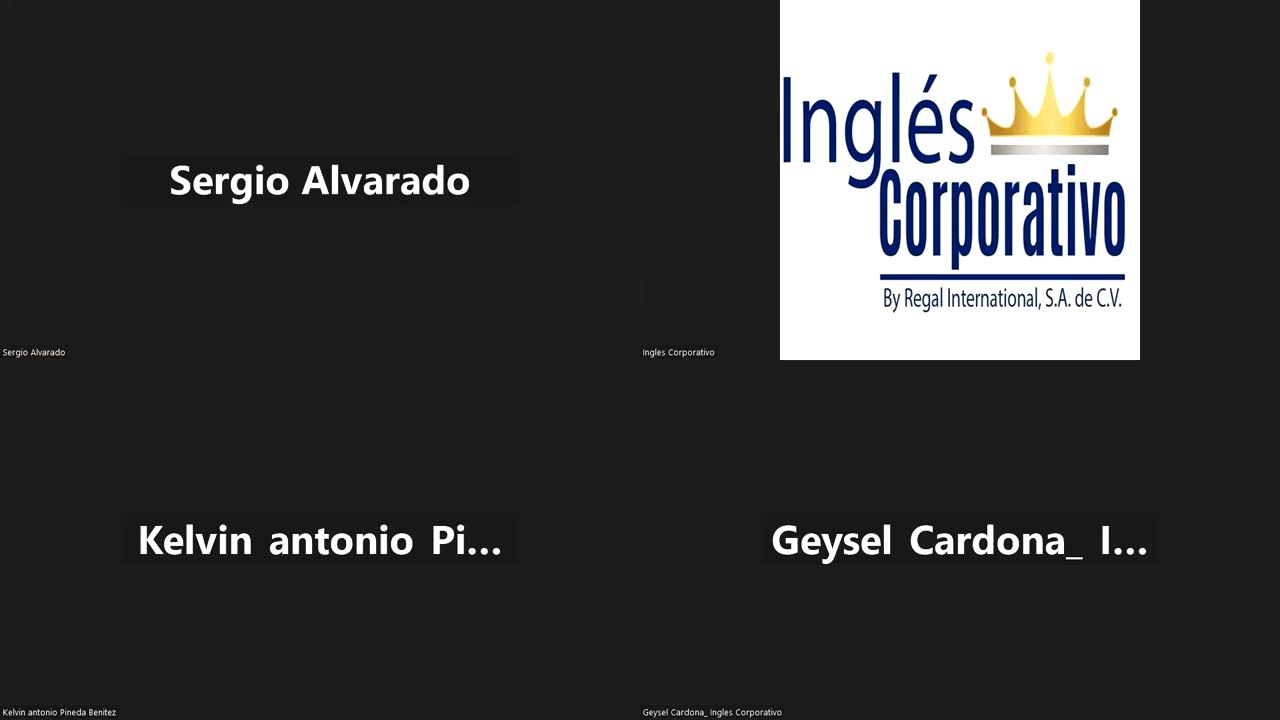 Sergio Alvarado
Sergio Alvarado
Inglés
Corporativo
By Regal International, S.A. de C.V.
Ingles Corporativo
Kelvin antonio Pi...
Kelvin antonio Pineda Benitez
Geysel Cardona_ I...
Geysel Cardona_ Ingles Corporativo